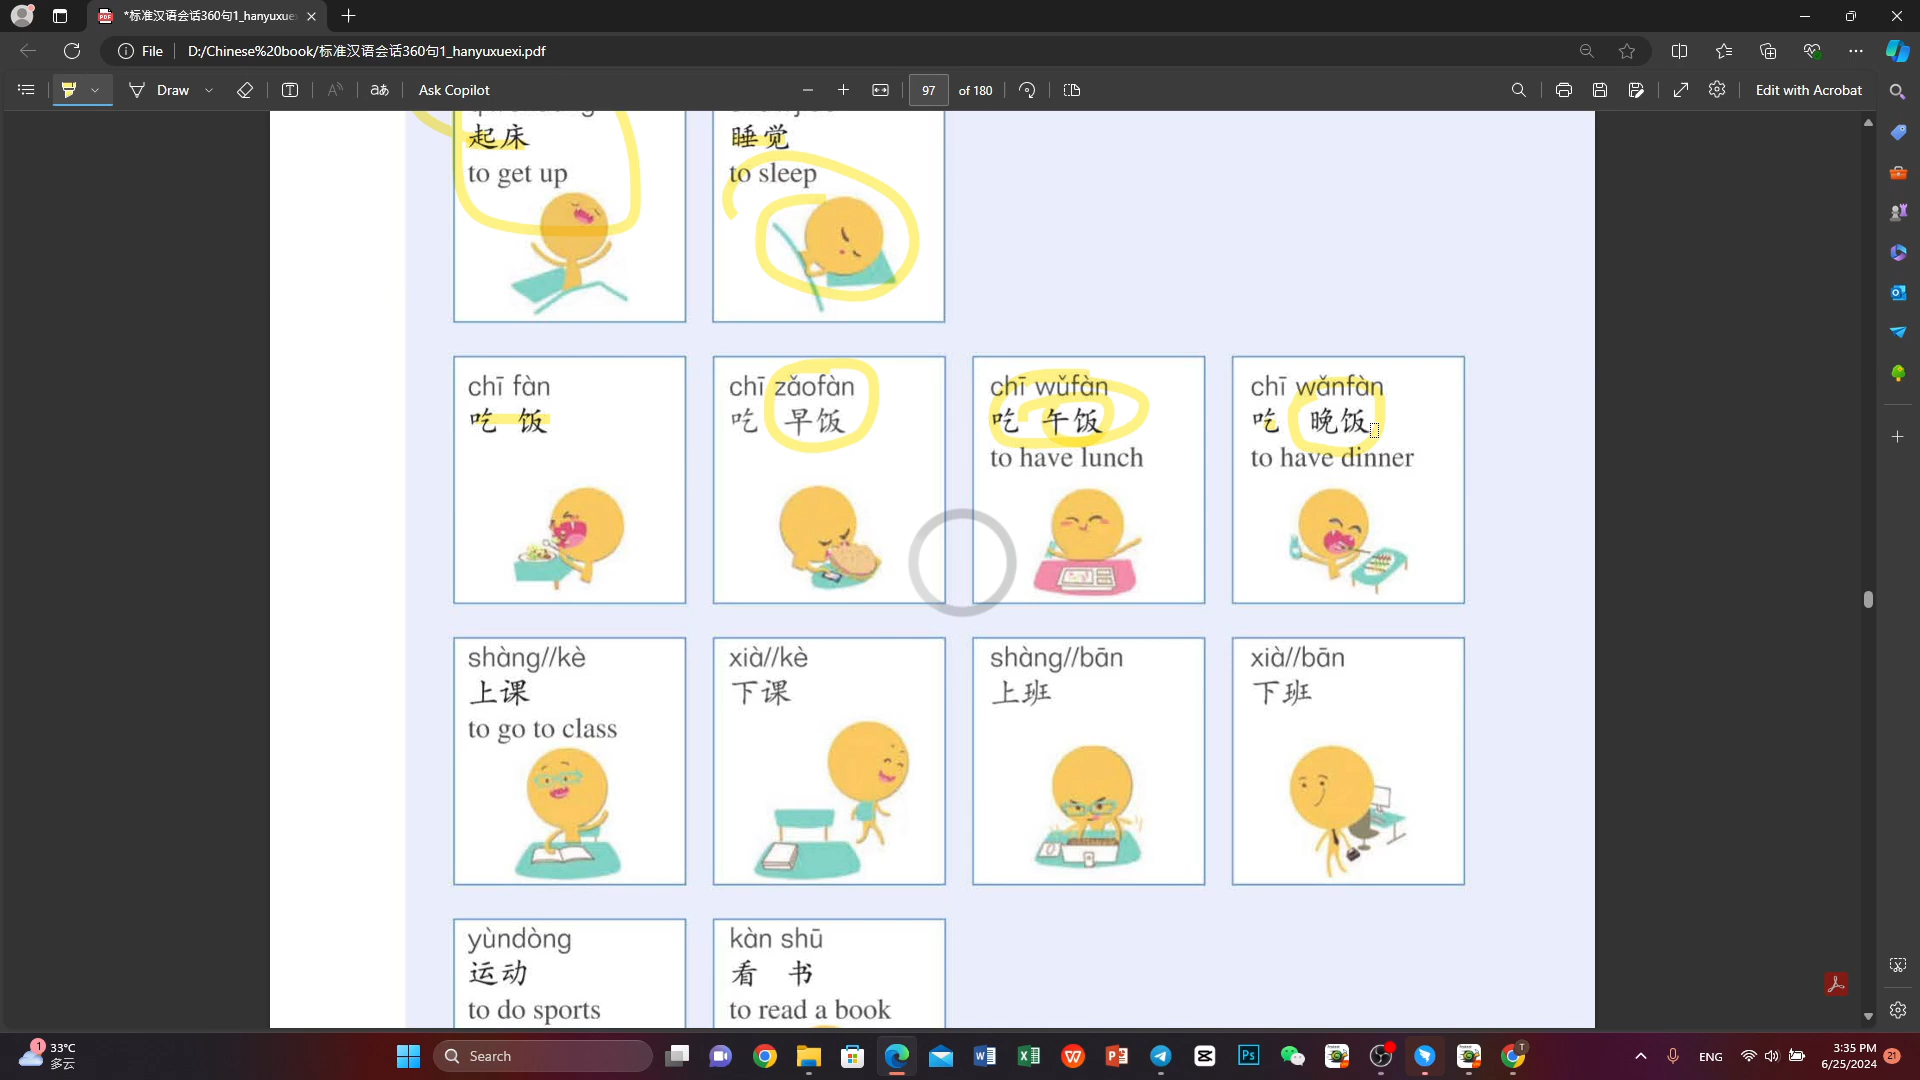 *标准汉语会话360句1_hanyuxuexi
File
D:/Chinese%20book/标准汉语会话360句1_hanyuxuexi.pdf
Draw
aあ
Ask Copilot
97
of 180
Edit with Acrobat
起床
睡觉
to get up
to sleep
chī fàn
吃 饭
chī zǎofàn
吃 早饭
chī wǔfàn
吃 午饭
to have lunch
chī wǎnfàn
吃 晚饭
to have dinner
shàng//kè
上课
to go to class
xià//kè
下课
shàng//bān
上班
xià//bān
下班
yùndòng
运动
to do sports
kàn shū
看 书
to read a book
1
33°C
多云
Search
Ps
T
ENG
3:35 PM
6/25/2024
21